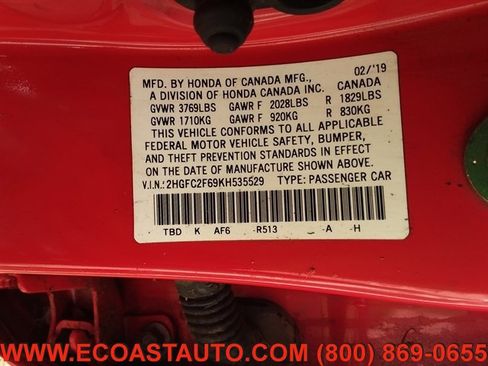 MFD. BY HONDA OF CANADA MFG., 02/'19
A DIVISION OF HONDA CANADA INC. CANADA
GVWR 3769LBS GAWR F 2028LBS R 1829LBS
GVWR 1710KG GAWR F 920KG R 830KG
THIS VEHICLE CONFORMS TO ALL APPLICABLE
FEDERAL MOTOR VEHICLE SAFETY, BUMPER,
AND THEFT PREVENTION STANDARDS IN EFFECT
ON THE DATE OF MANUFACTURE SHOWN ABOVE.
V.I.N.: 2HGFC2F69KH535529 TYPE: PASSENGER CAR
TBD K AF6 -R513 -A -H
WWW.ECOASTAUTO.COM (800) 869-0655